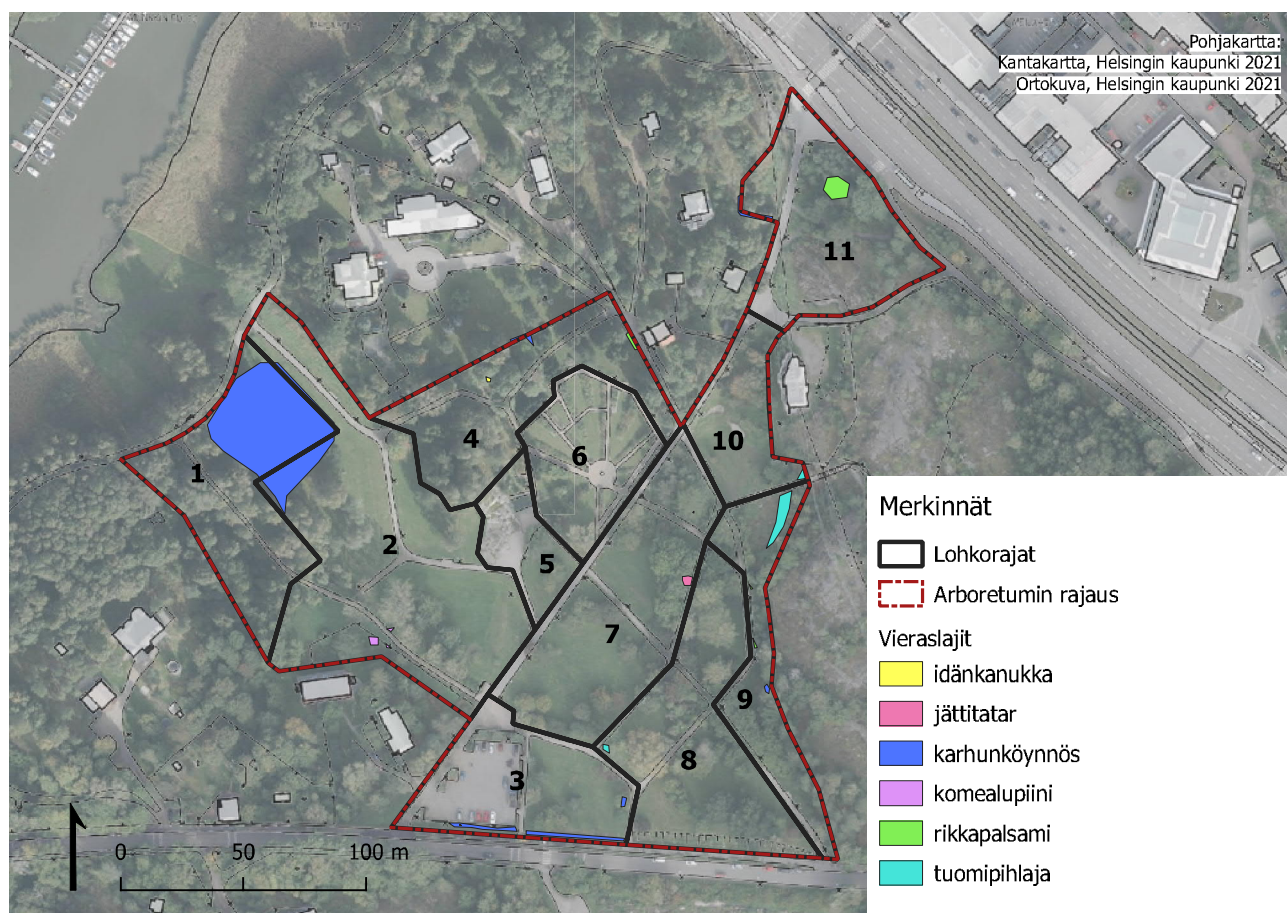 Pohjakartta:
Kantakartta, Helsingin kaupunki 2021
Ortokuva, Helsingin kaupunki 2021
11
10
4
6
1
2
5
7
9
8
3
0 50 100 m
Merkinnät
Lohkorajat
Arboretumin rajaus
Vieraslajit
idänkanukka
jättitatar
karhunköynnös
komealupiini
rikkapalsami
tuomipihlaja